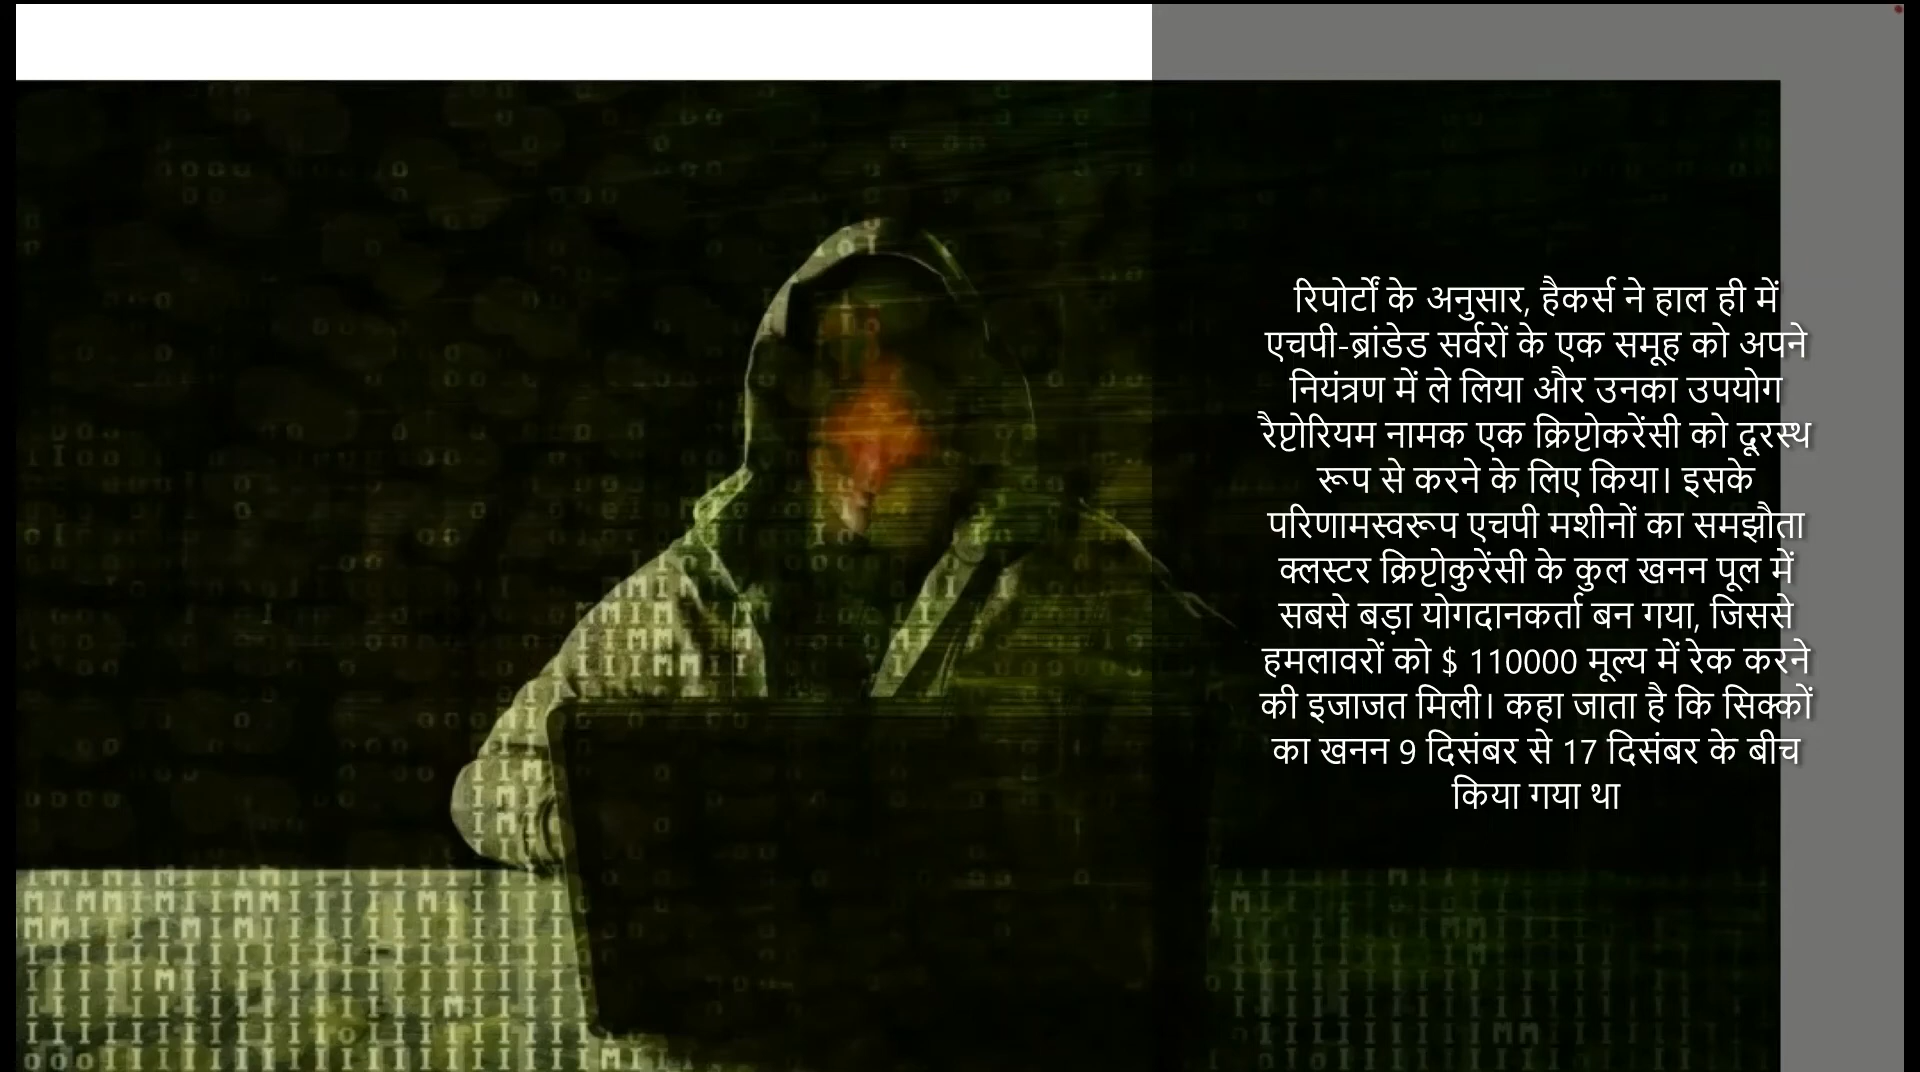 रिपोर्टों के अनुसार, हैकर्स ने हाल ही में
एचपी-ब्रांडेड सर्वरों के एक समूह को अपने
नियंत्रण में ले लिया और उनका उपयोग
रैप्टोरियम नामक एक क्रिप्टोकरेंसी को दूरस्थ
रूप से करने के लिए किया। इसके
परिणामस्वरूप एचपी मशीनों का समझौता
क्लस्टर क्रिप्टोकुरेंसी के कुल खनन पूल में
सबसे बड़ा योगदानकर्ता बन गया, जिससे
हमलावरों को $ 110000 मूल्य में रेक करने
की इजाजत मिली। कहा जाता है कि सिक्कों
का खनन 9 दिसंबर से 17 दिसंबर के बीच
किया गया था